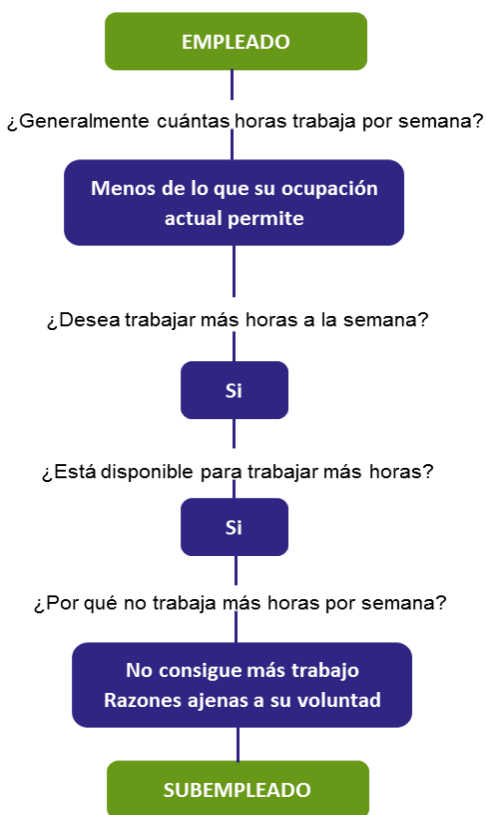 EMPLEADO
¿Generalmente cuántas horas trabaja por semana?
Menos de lo que su ocupación
actual permite
¿Desea trabajar más horas a la semana?
Si
¿Está disponible para trabajar más horas?
Si
¿Por qué no trabaja más horas por semana?
No consigue más trabajo
Razones ajenas a su voluntad
SUBEMPLEADO